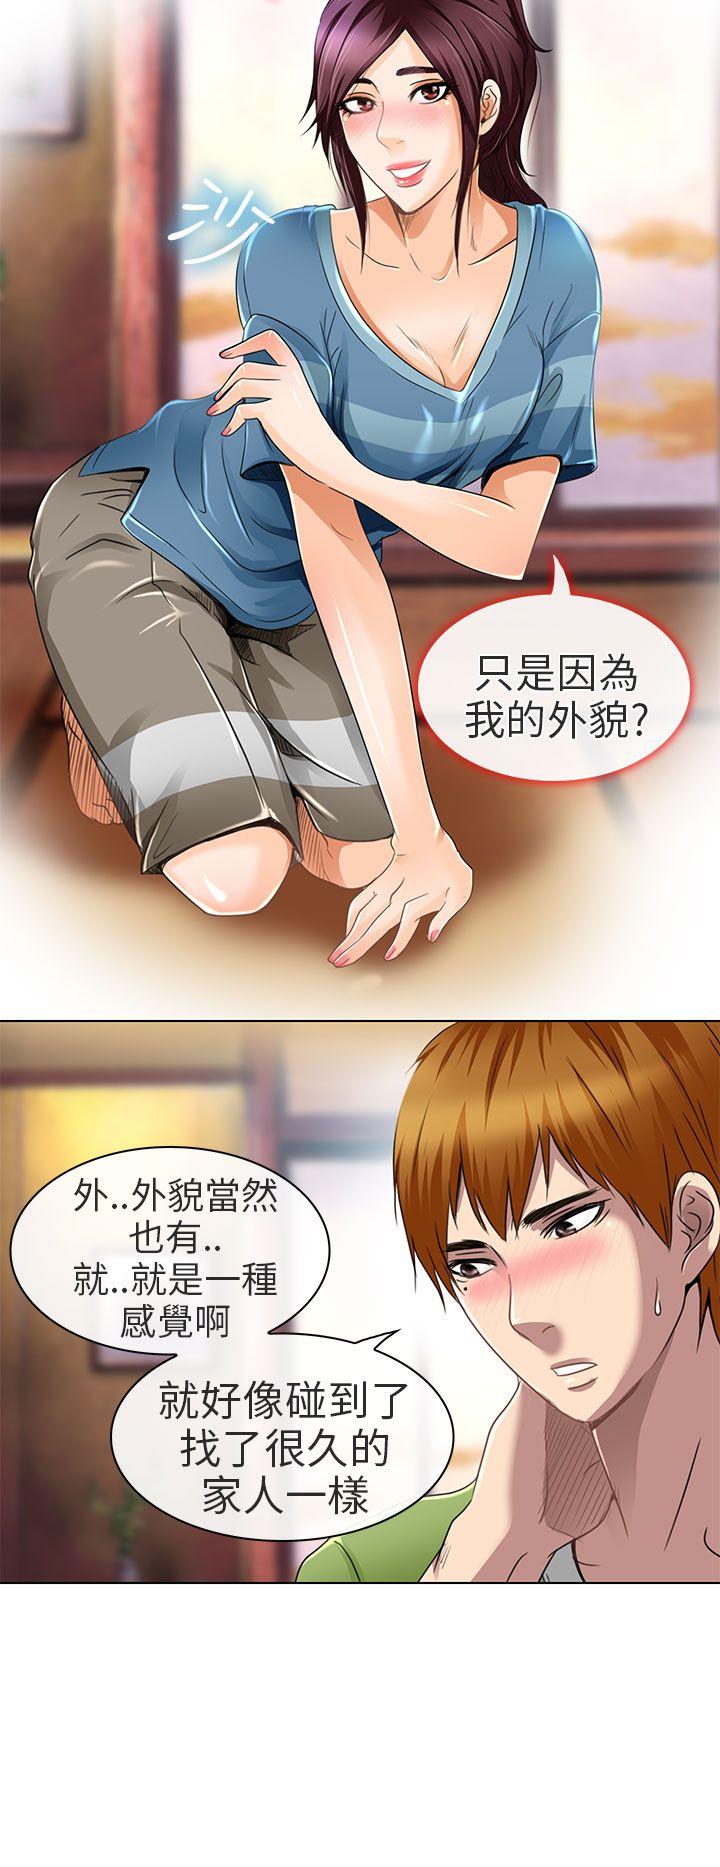 沙
只是因為
我的外貌?
外..外貌當然
也有..
就..就是一種
感覺啊
就好像碰到了
找了很久的
家人一樣